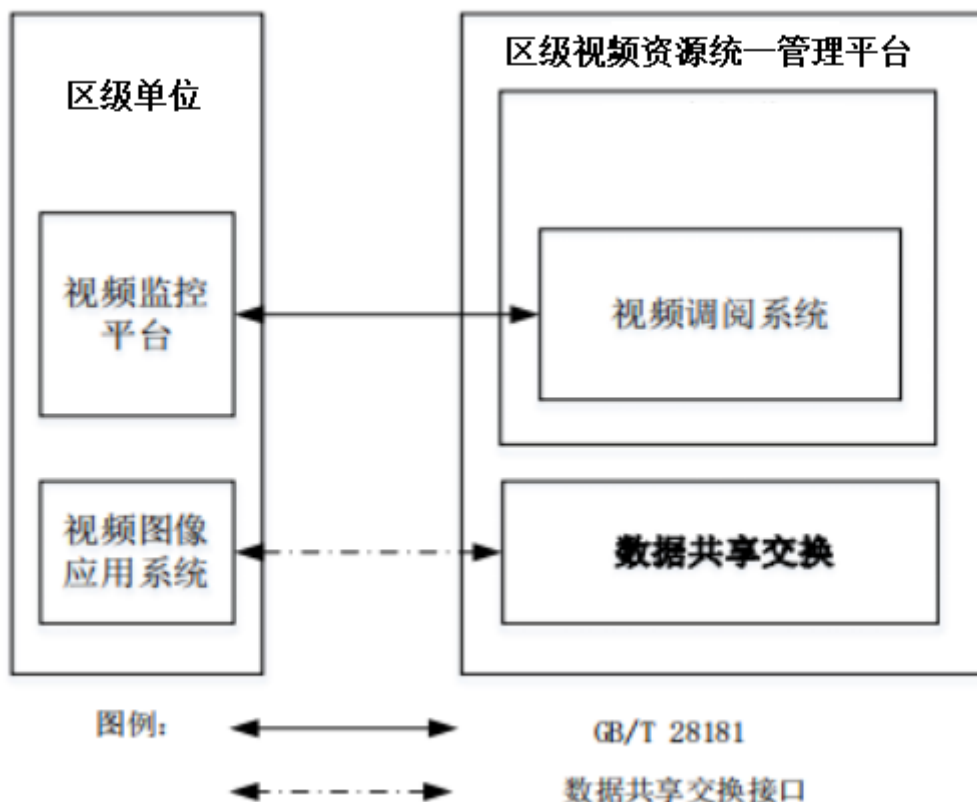 区级单位
区级视频资源统一管理平台
视频监控
平台
视频调阅系统
视频图像
应用系统
数据共享交换
图例：
GB/T 28181
数据共享交换接口